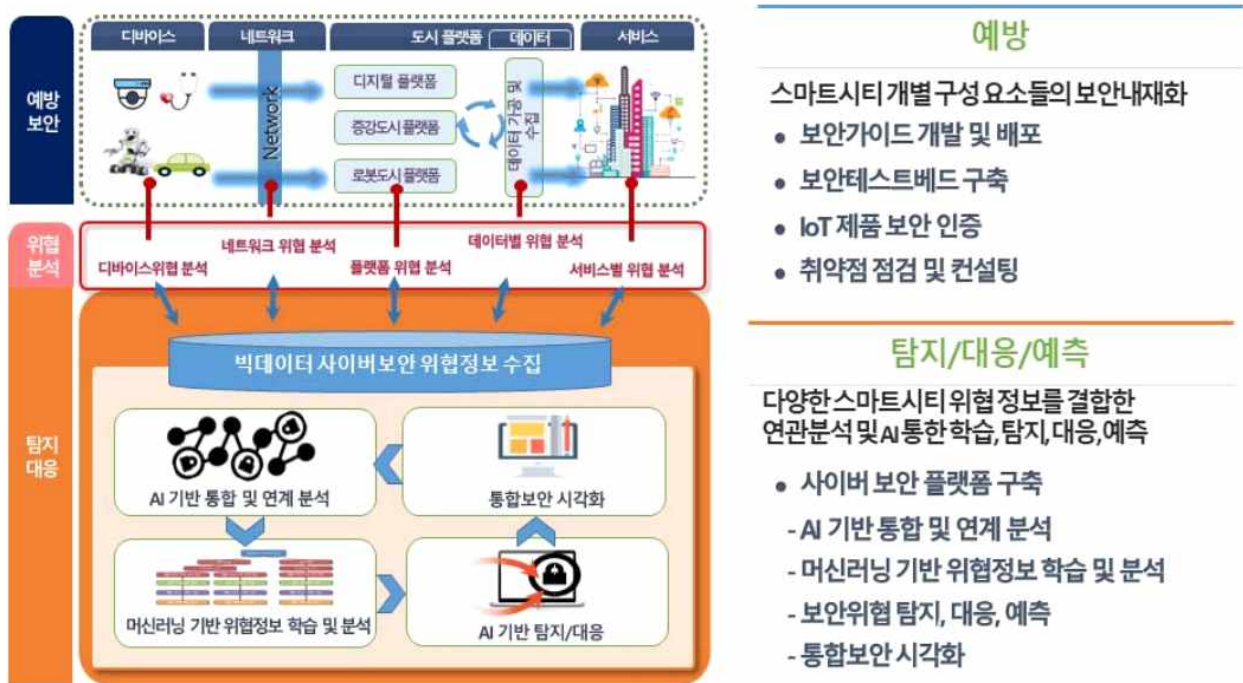 디바이스
네트워크
도시 플랫폼
데이터
서비스
예방
보안
Network
디지털 플랫폼
증강도시 플랫폼
로봇도시 플랫폼
데이터 가공 및
수집
위협
분석
네트워크 위협 분석
데이터별 위협 분석
디바이스위협 분석
플랫폼 위협 분석
서비스별 위협 분석
탐지
대응
빅데이터 사이버보안 위협정보 수집
AI 기반 통합 및 연계 분석
통합보안 시각화
머신러닝 기반 위협정보 학습 및 분석
AI 기반 탐지/대응
예방
스마트시티 개별 구성 요소들의 보안내재화
• 보안가이드 개발 및 배포
• 보안테스트베드 구축
• IoT 제품 보안 인증
• 취약점 점검 및 컨설팅
탐지/대응/예측
다양한 스마트시티 위협 정보를 결합한
연관분석 및 AI 통한 학습, 탐지, 대응, 예측
• 사이버 보안 플랫폼 구축
- AI 기반 통합 및 연계 분석
- 머신러닝 기반 위협정보 학습 및 분석
- 보안위협 탐지, 대응, 예측
- 통합보안 시각화